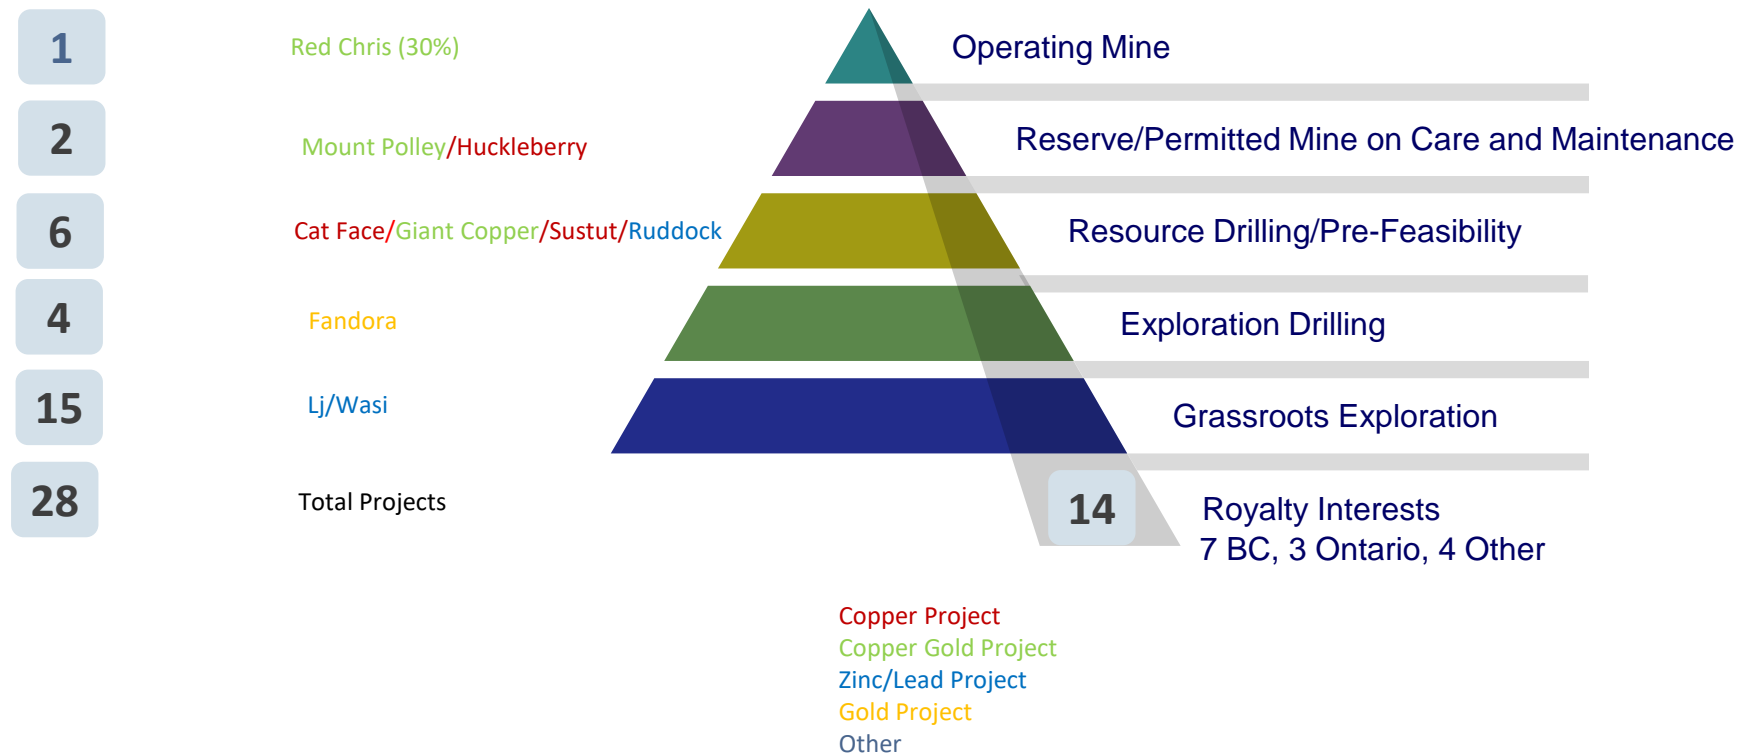 1
Red Chris (30%)
Operating Mine
2
Mount Polley/Huckleberry
Reserve/Permitted Mine on Care and Maintenance
6
Cat Face/Giant Copper/Sustut/Ruddock
Resource Drilling/Pre-Feasibility
4
Fandora
Exploration Drilling
15
Lj/Wasi
Grassroots Exploration
28
Total Projects
14
Royalty Interests
7 BC, 3 Ontario, 4 Other
Copper Project
Copper Gold Project
Zinc/Lead Project
Gold Project
Other